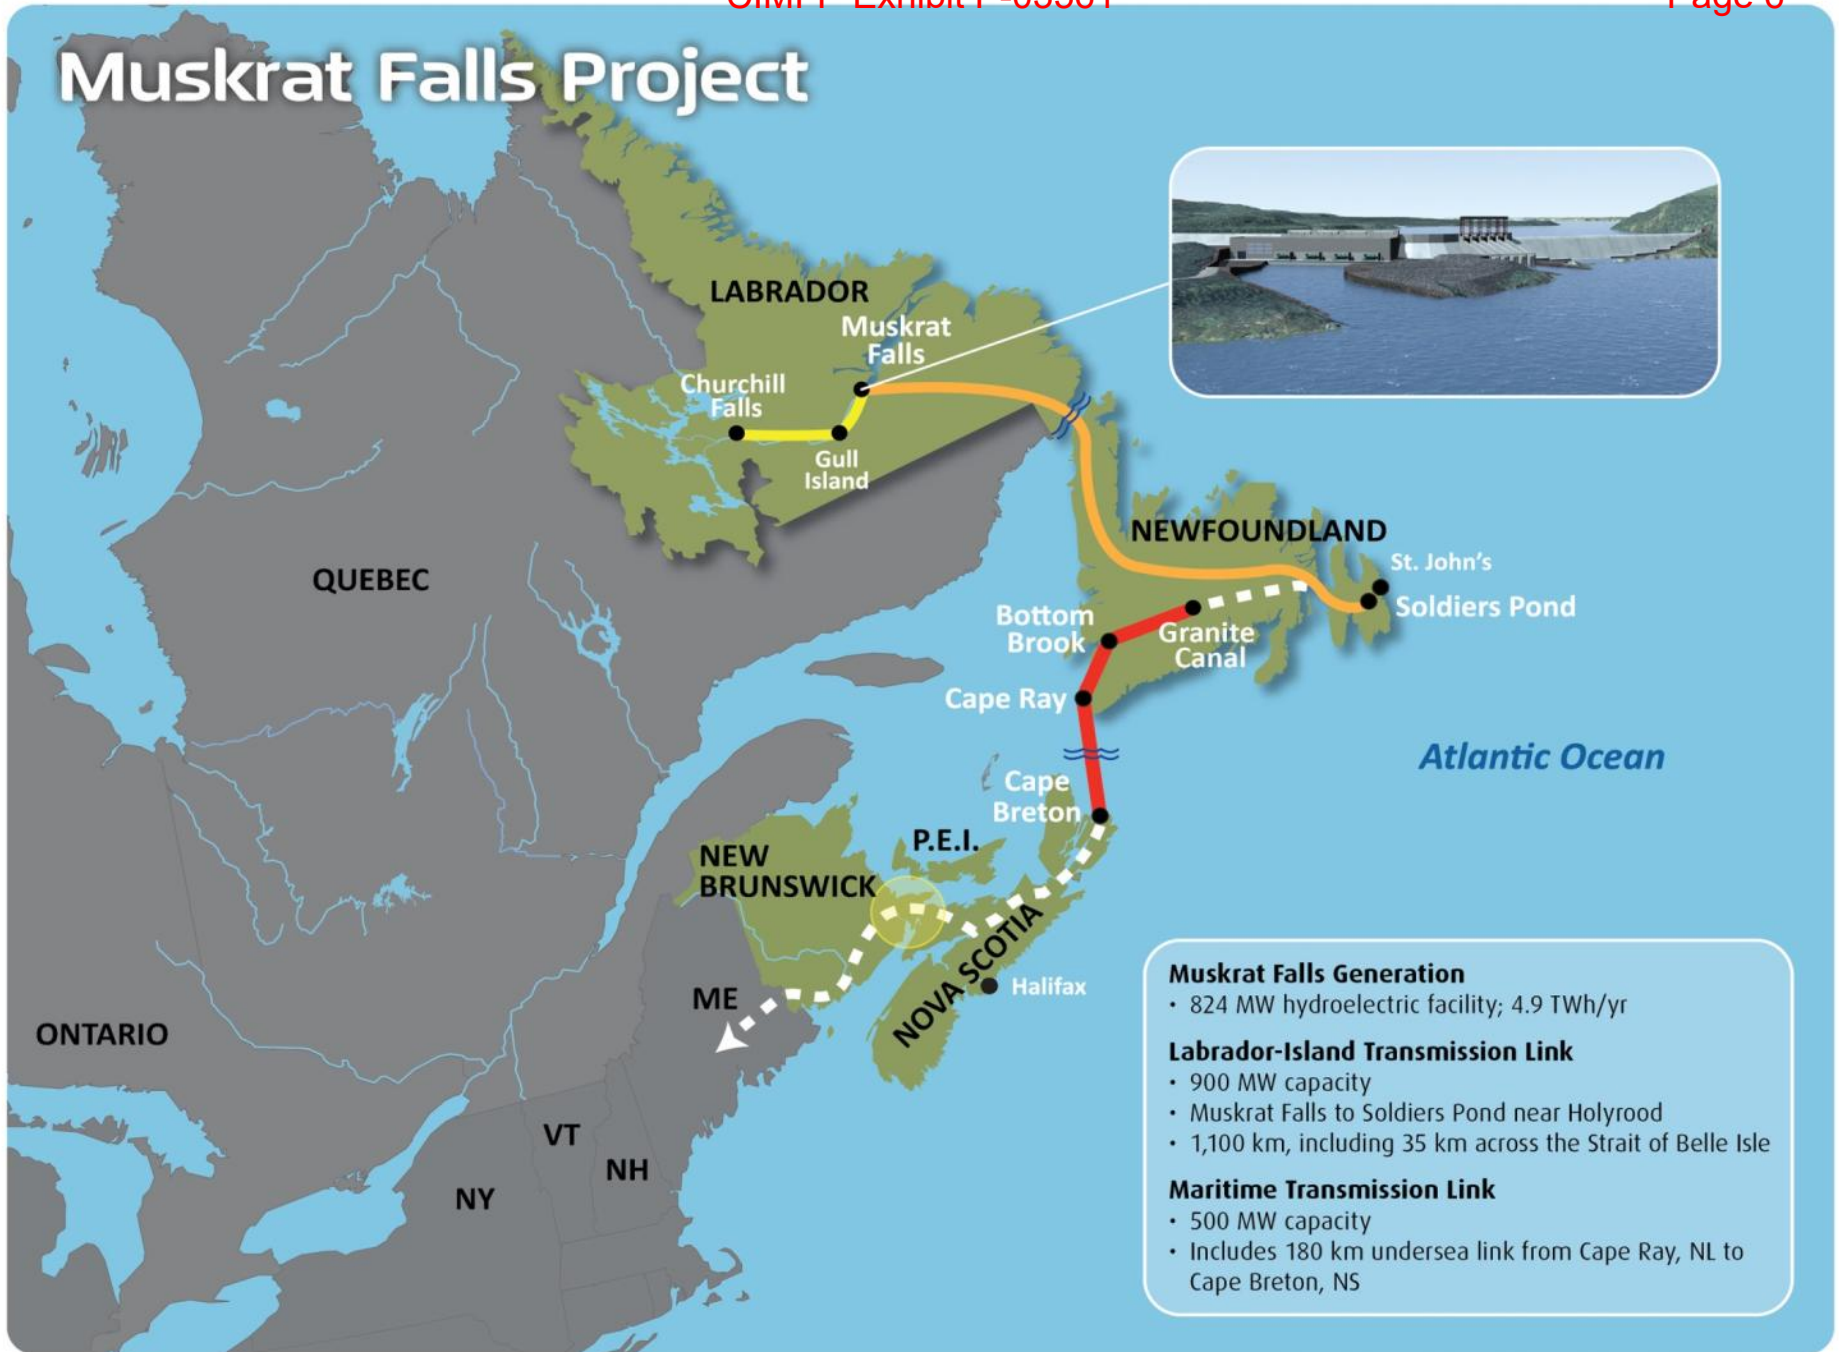 Muskrat Falls Project
LABRADOR
Muskrat
Falls
Churchill
Falls
Gull
Island
QUEBEC
NEWFOUNDLAND
St. John's
Soldiers Pond
Bottom
Brook
Granite
Canal
Cape Ray
Atlantic Ocean
Cape
Breton
P.E.I.
NEW
BRUNSWICK
NOVA SCOTIA
Halifax
ME
ONTARIO
VT
NH
NY
Muskrat Falls Generation
• 824 MW hydroelectric facility; 4.9 TWh/yr
Labrador-Island Transmission Link
• 900 MW capacity
• Muskrat Falls to Soldiers Pond near Holyrood
• 1,100 km, including 35 km across the Strait of Belle Isle
Maritime Transmission Link
• 500 MW capacity
• Includes 180 km undersea link from Cape Ray, NL to
Cape Breton, NS